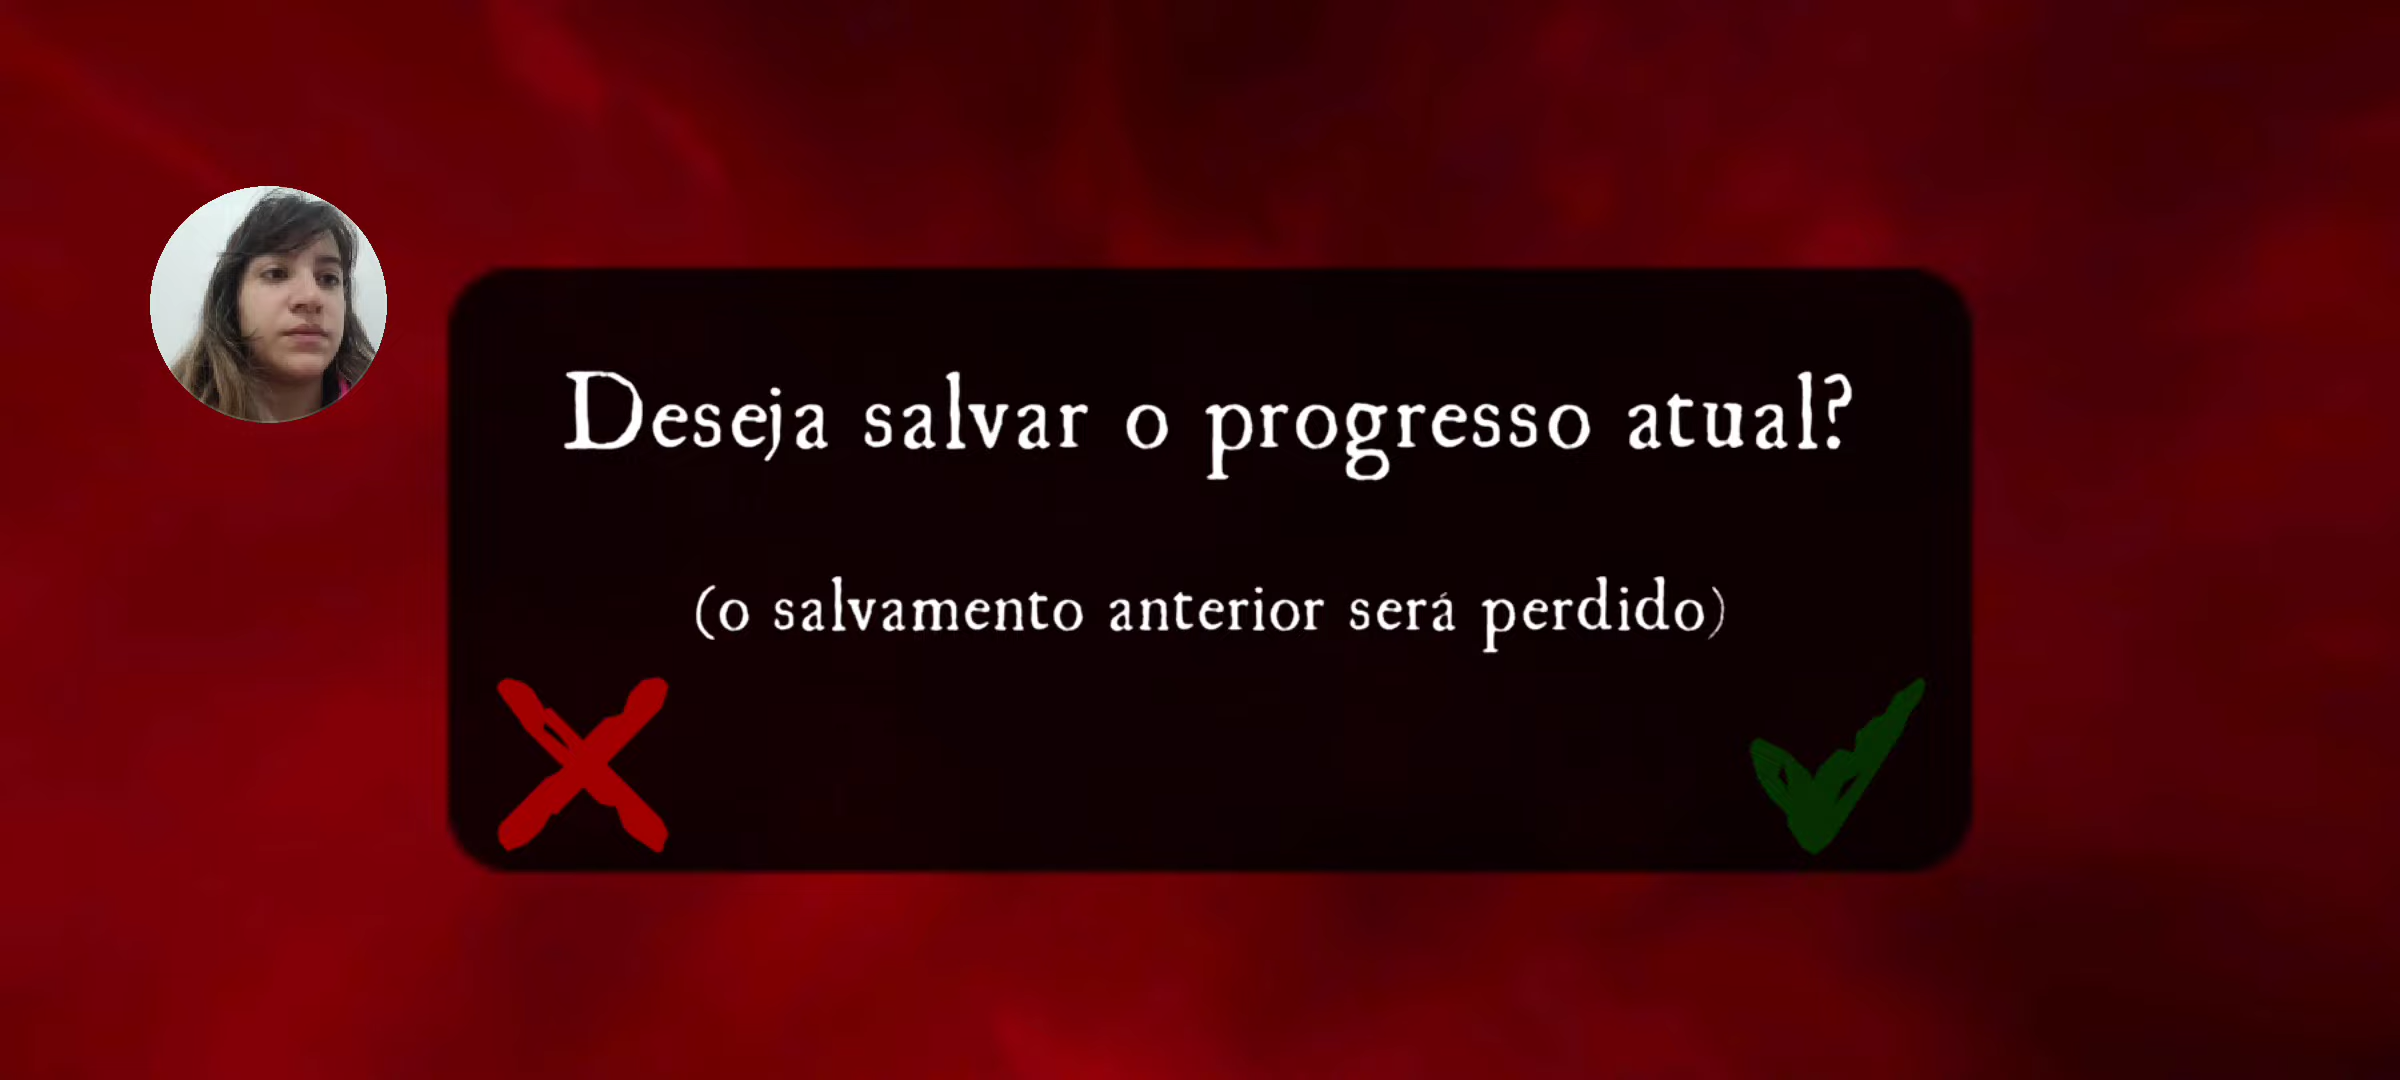 Deseja salvar o progresso atual?
(o salvamento anterior será perdido)